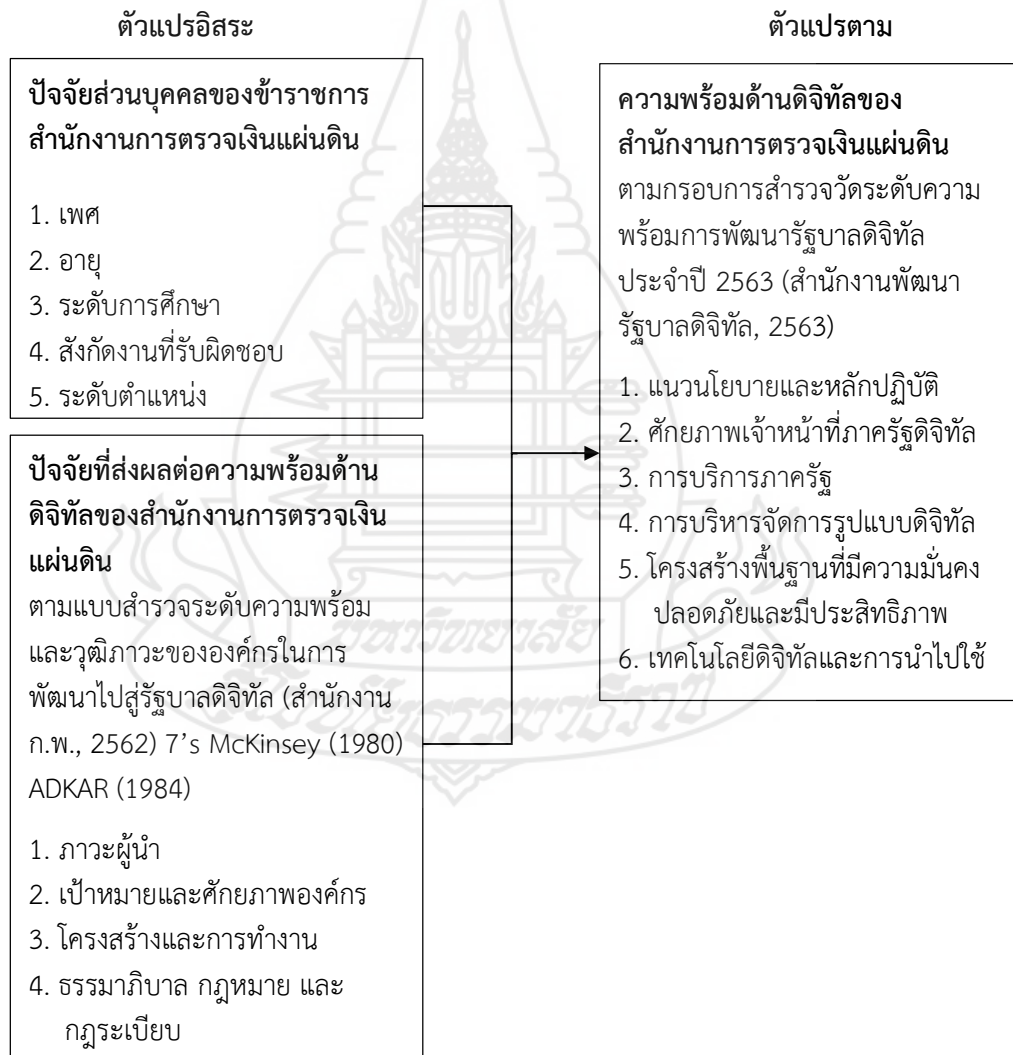 ตัวแปรอิสระ
ปัจจัยส่วนบุคคลของข้าราชการ
สำนักงานการตรวจเงินแผ่นดิน
1. เพศ
2. อายุ
3. ระดับการศึกษา
4. สังกัดงานที่รับผิดชอบ
5. ระดับตำแหน่ง
ปัจจัยที่ส่งผลต่อความพร้อมด้าน
ดิจิทัลของสำนักงานการตรวจเงิน
แผ่นดิน
ตามแบบสำรวจระดับความพร้อม
และวุฒิภาวะขององค์กรในการ
พัฒนาไปสู่รัฐบาลดิจิทัล (สำนักงาน
ก.พ., 2562) 7’s McKinsey (1980)
ADKAR (1984)
1. ภาวะผู้นำ
2. เป้าหมายและศักยภาพองค์กร
3. โครงสร้างและการทำงาน
4. ธรรมาภิบาล กฎหมาย และ
กฎระเบียบ
ตัวแปรตาม
ความพร้อมด้านดิจิทัลของ
สำนักงานการตรวจเงินแผ่นดิน
ตามกรอบการสำรวจวัดระดับความ
พร้อมการพัฒนารัฐบาลดิจิทัล
ประจำปี 2563 (สำนักงานพัฒนา
รัฐบาลดิจิทัล, 2563)
1. แนวนโยบายและหลักปฏิบัติ
2. ศักยภาพเจ้าหน้าที่ภาครัฐดิจิทัล
3. การบริการภาครัฐ
4. การบริหารจัดการรูปแบบดิจิทัล
5. โครงสร้างพื้นฐานที่มีความมั่นคง
ปลอดภัยและมีประสิทธิภาพ
6. เทคโนโลยีดิจิทัลและการนำไปใช้
มหาวิทยาลัย
สุโขทัยธรรมาธิราช